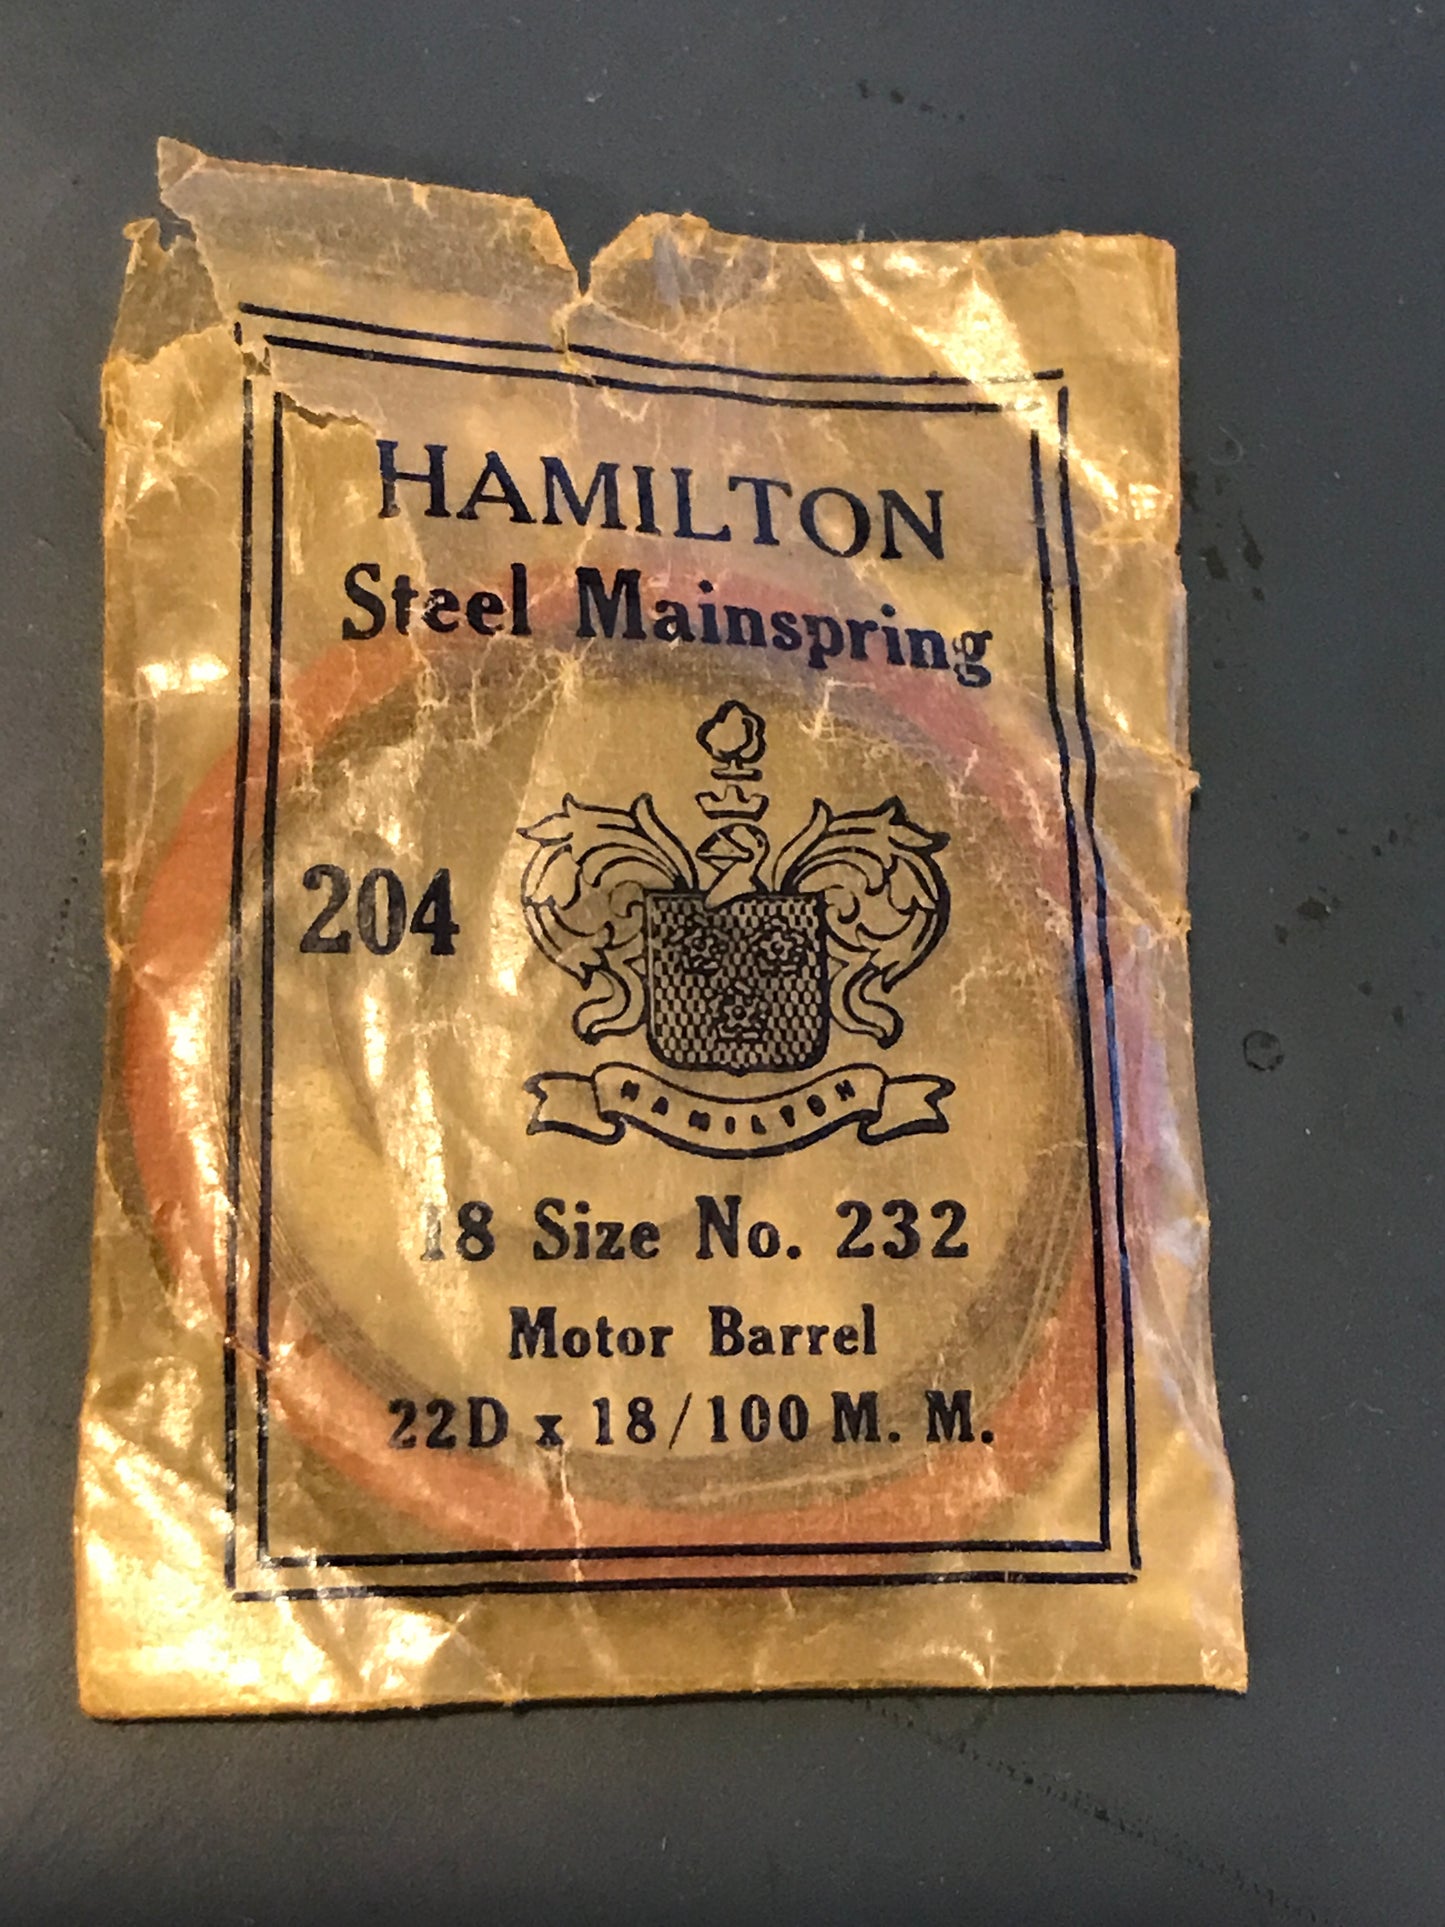 HAMILTON
Steel Mainspring
204
HAMILTON
18 Size No. 232
Motor Barrel
22D x 18/100 M. M.